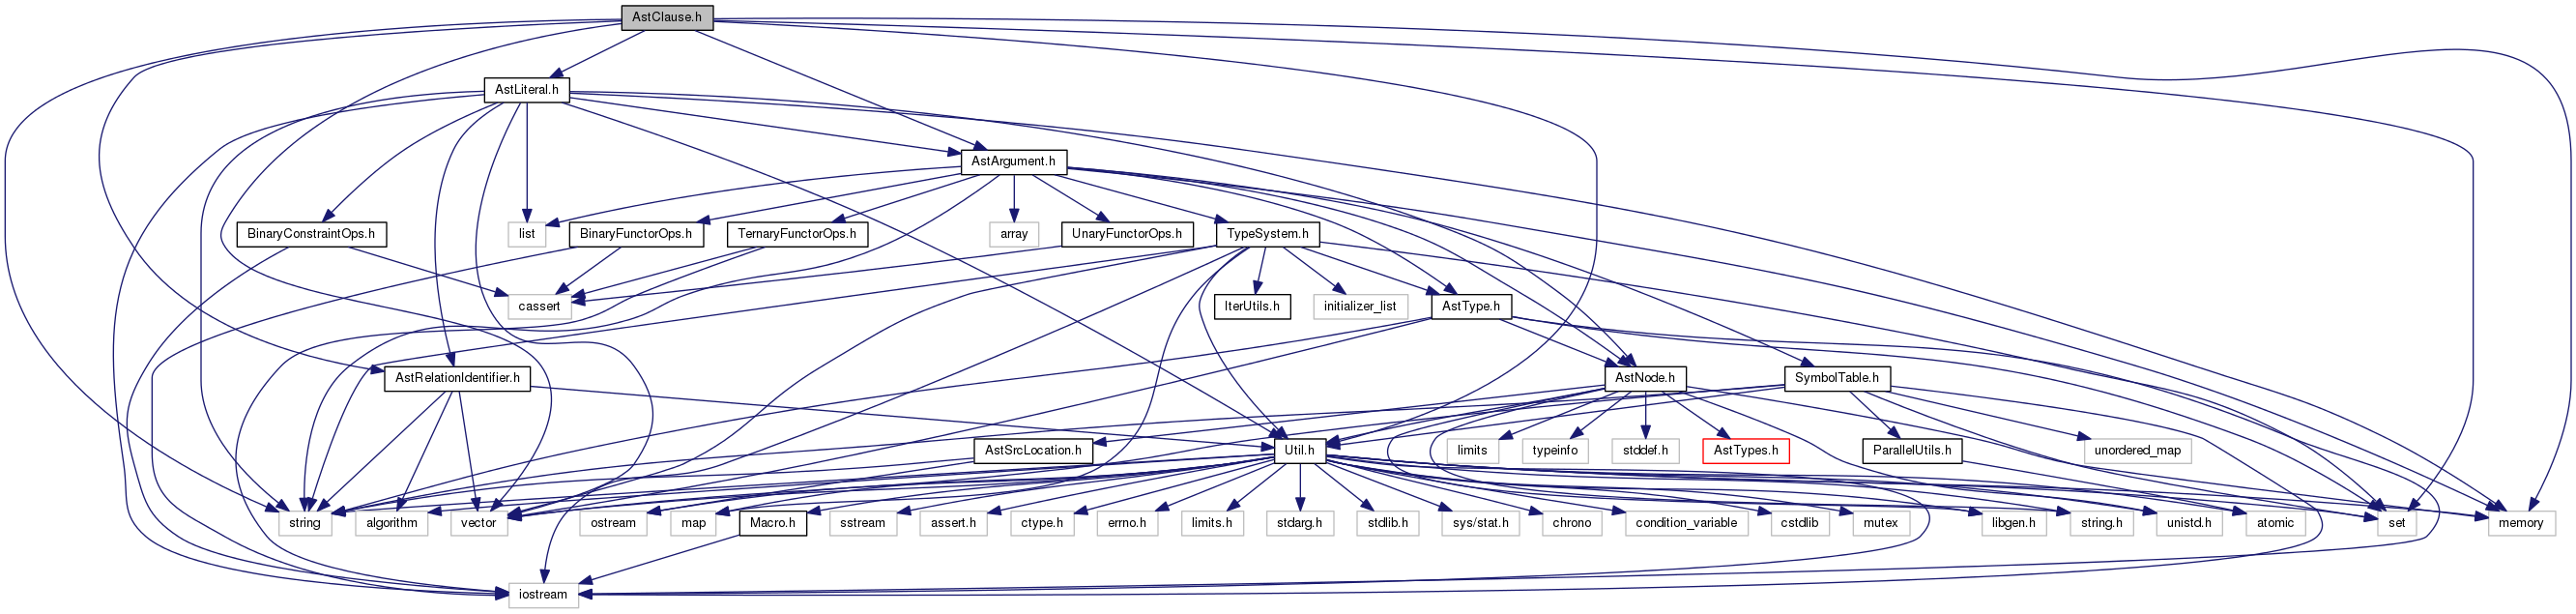 AstClause.h
AstLiteral.h
AstArgument.h
BinaryConstraintOps.h
list
BinaryFunctorOps.h
TernaryFunctorOps.h
array
UnaryFunctorOps.h
TypeSystem.h
cassert
IterUtils.h
initializer_list
AstType.h
AstRelationIdentifier.h
AstNode.h
SymbolTable.h
AstSrcLocation.h
Util.h
limits
typeinfo
stddef.h
AstTypes.h
ParallelUtils.h
unordered_map
string
algorithm
vector
ostream
map
Macro.h
sstream
assert.h
ctype.h
errno.h
limits.h
stdarg.h
stdlib.h
sys/stat.h
chrono
condition_variable
cstdlib
mutex
libgen.h
string.h
unistd.h
atomic
set
memory
iostream